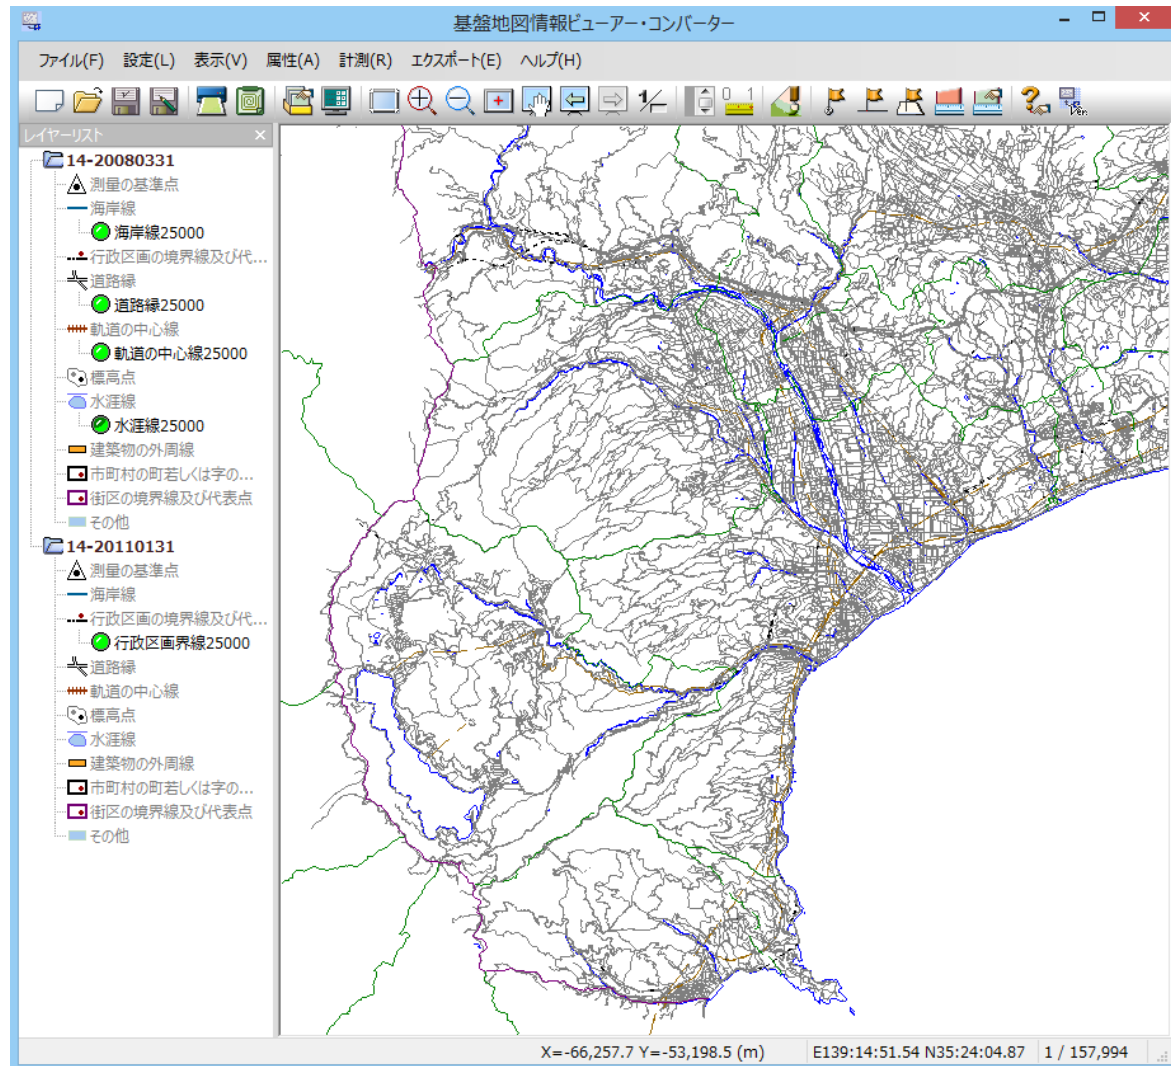 基盤地図情報ビューアー・コンバーター
ファイル(F) 設定(L) 表示(V) 属性(A) 計測(R) エクスポート(E) ヘルプ(H)
1/ 0 1 Ver.
レイヤーリスト ×
14-20080331
測量の基準点
海岸線
海岸線25000
行政区画の境界線及び代...
道路縁
道路縁25000
軌道の中心線
軌道の中心線25000
標高点
水涯線
水涯線25000
建築物の外周線
市町村の町若しくは字の...
街区の境界線及び代表点
その他
14-20110131
測量の基準点
海岸線
行政区画の境界線及び代...
行政区画界線25000
道路縁
軌道の中心線
標高点
水涯線
建築物の外周線
市町村の町若しくは字の...
街区の境界線及び代表点
その他
X=-66,257.7 Y=-53,198.5 (m) E139:14:51.54 N35:24:04.87 1 / 157,994